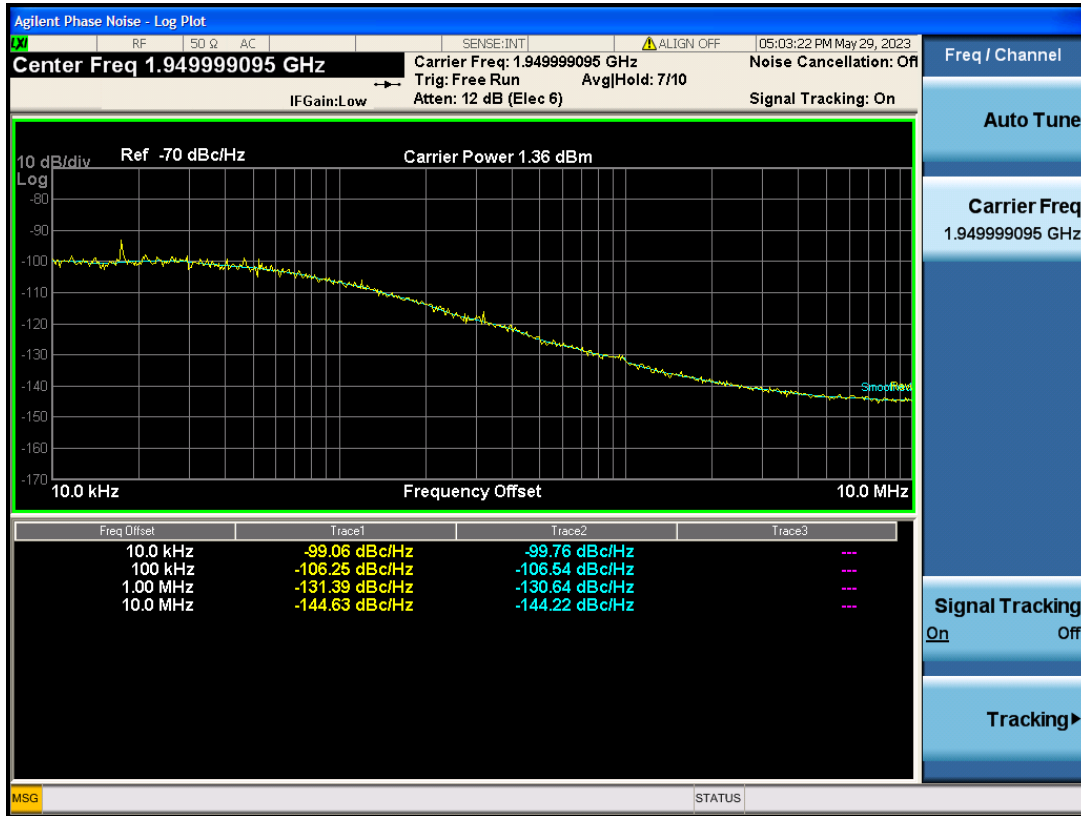 Agilent Phase Noise - Log Plot
LXI RF 50 Ω AC SENSE:INT ALIGN OFF 05:03:22 PM May 29, 2023
Center Freq 1.949999095 GHz
Carrier Freq: 1.949999095 GHz
Noise Cancellation: Off
Trig: Free Run Avg|Hold: 7/10
IFGain:Low
Atten: 12 dB (Elec 6)
Signal Tracking: On
10 dB/div
Ref -70 dBc/Hz
Carrier Power 1.36 dBm
Log
-80
-90
-100
-110
-120
-130
-140
-150
-160
-170
10.0 kHz
Frequency Offset
10.0 MHz
Freq Offset Trace1 Trace2 Trace3
10.0 kHz -99.06 dBc/Hz -99.76 dBc/Hz ---
100 kHz -106.25 dBc/Hz -106.54 dBc/Hz ---
1.00 MHz -131.39 dBc/Hz -130.64 dBc/Hz ---
10.0 MHz -144.63 dBc/Hz -144.22 dBc/Hz ---
MSG
STATUS
Freq / Channel
Auto Tune
Carrier Freq
1.949999095 GHz
Signal Tracking
On Off
Tracking